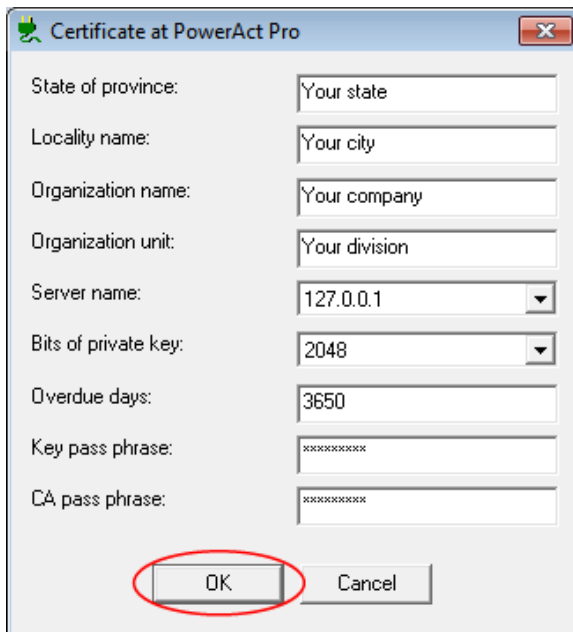 Certificate at PowerAct Pro
State of province: Your state
Locality name: Your city
Organization name: Your company
Organization unit: Your division
Server name: 127.0.0.1
Bits of private key: 2048
Overdue days: 3650
Key pass phrase: *********
CA pass phrase: *********
OK Cancel